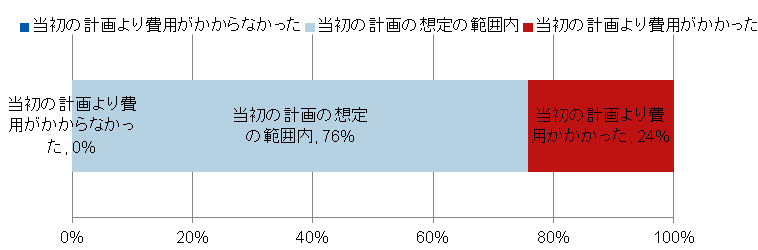 当初の計画より費用がかからなかった 当初の計画の想定の範囲内 当初の計画より費用がかかった
当初の計画より費
用がかからなかっ
た, 0%
当初の計画の想定
の範囲内, 76%
当初の計画より費
用がかかった, 24%
0% 20% 40% 60% 80% 100%